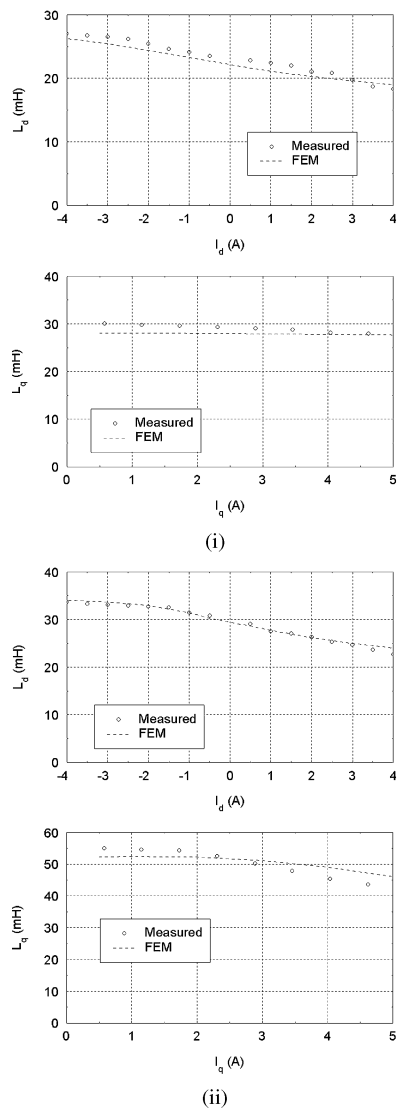 30
20
10
0
L_d (mH)
Measured
FEM
-4 -3 -2 -1 0 1 2 3 4
I_d (A)
40
30
20
10
0
L_q (mH)
Measured
FEM
0 1 2 3 4 5
I_q (A)
(i)
40
30
20
10
0
L_d (mH)
Measured
FEM
-4 -3 -2 -1 0 1 2 3 4
I_d (A)
60
50
40
30
20
10
0
L_q (mH)
Measured
FEM
0 1 2 3 4 5
I_q (A)
(ii)